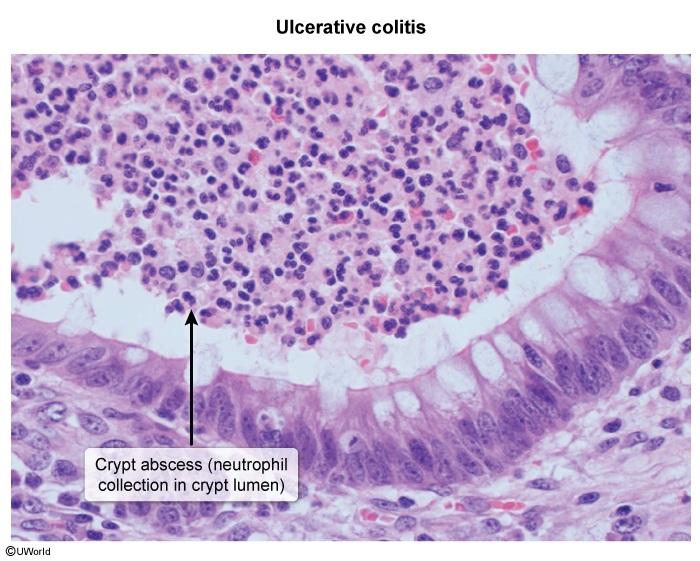 Ulcerative colitis
Crypt abscess (neutrophil
collection in crypt lumen)
©UWorld